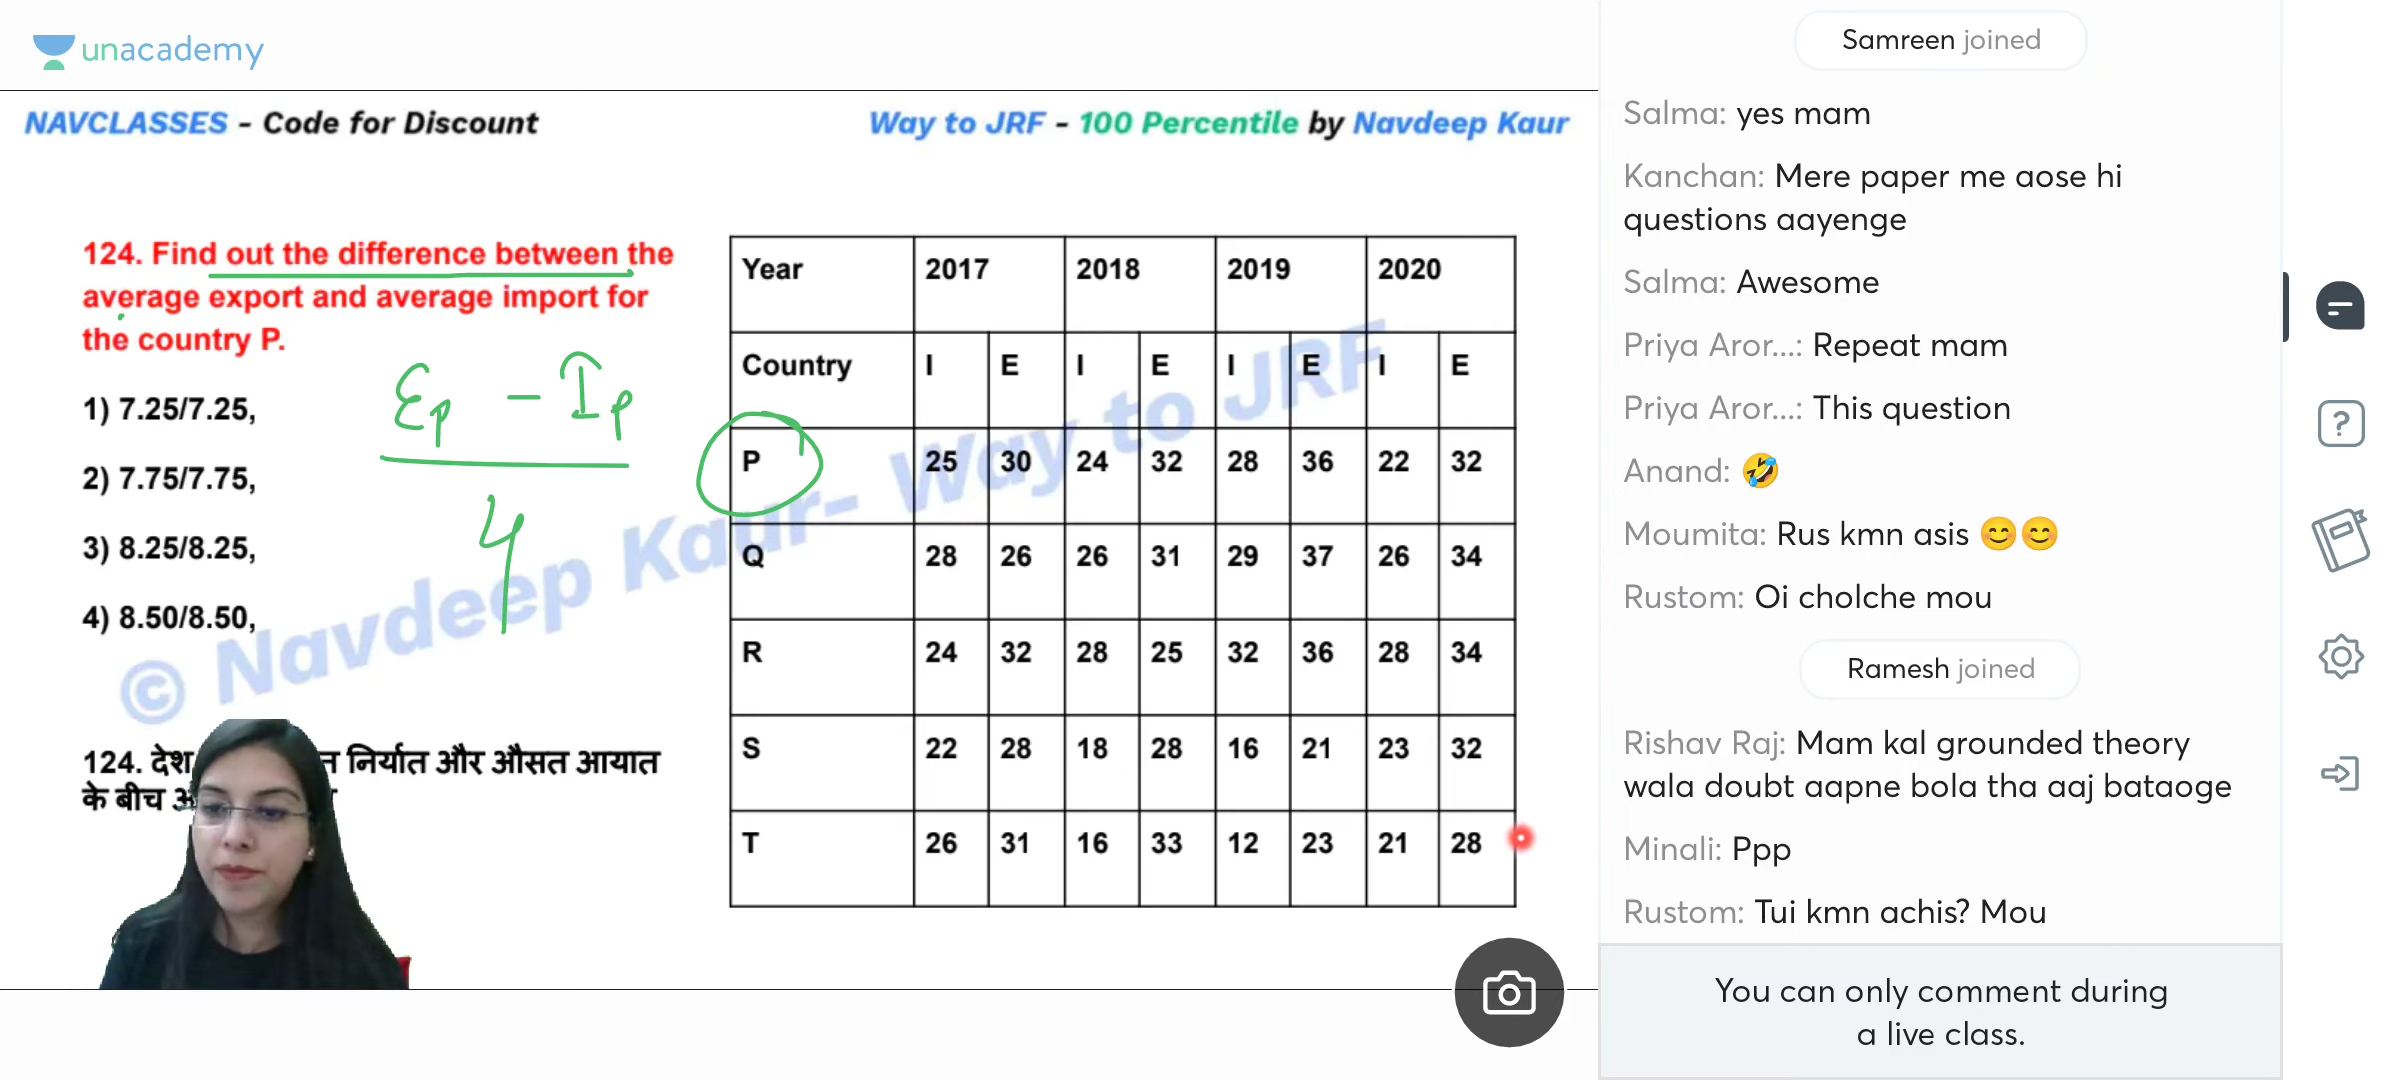 unacademy
NAVCLASSES - Code for Discount
Way to JRF - 100 Percentile by Navdeep Kaur
124. Find out the difference between the
average export and average import for
the country P.
1) 7.25/7.25,
2) 7.75/7.75,
3) 8.25/8.25,
4) 8.50/8.50,
Ep - Ip
4
124. देश
निर्यात और औसत आयात
के बीच
Year 2017 2018 2019 2020
Country I E I E I E I E
P 25 30 24 32 28 36 22 32
Q 28 26 26 31 29 37 26 34
R 24 32 28 25 32 36 28 34
S 22 28 18 28 16 21 23 32
T 26 31 16 33 12 23 21 28
© Navdeep Kaur- Way to JRF
Samreen joined
Salma: yes mam
Kanchan: Mere paper me aose hi
questions aayenge
Salma: Awesome
Priya Aror...: Repeat mam
Priya Aror...: This question
Anand: 🤣
Moumita: Rus kmn asis 😊😊
Rustom: Oi cholche mou
Ramesh joined
Rishav Raj: Mam kal grounded theory
wala doubt aapne bola tha aaj bataoge
Minali: Ppp
Rustom: Tui kmn achis? Mou
You can only comment during
a live class.